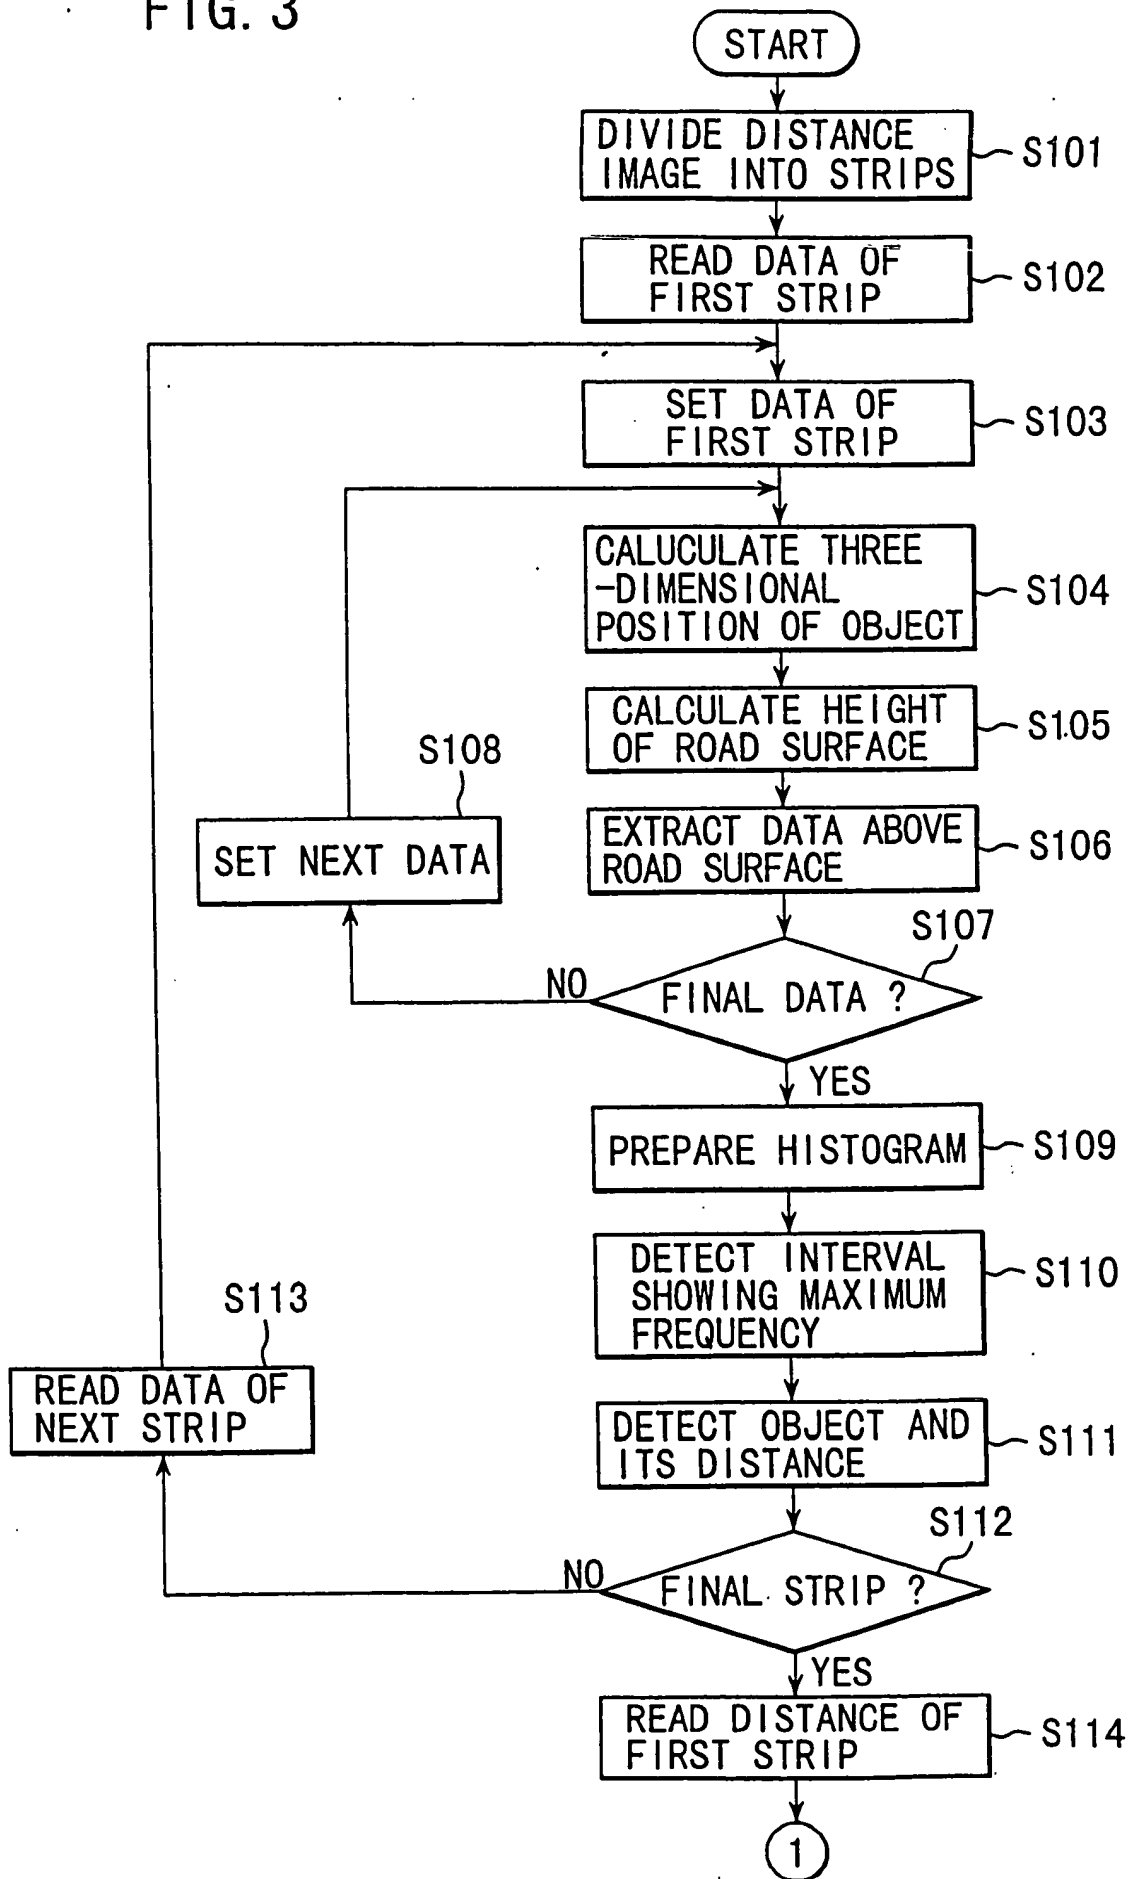 FIG. 3
START
DIVIDE DISTANCE
IMAGE INTO STRIPS
S101
READ DATA OF
FIRST STRIP
S102
SET DATA OF
FIRST STRIP
S103
CALUCULATE THREE
-DIMENSIONAL
POSITION OF OBJECT
S104
CALCULATE HEIGHT
OF ROAD SURFACE
S105
S108
SET NEXT DATA
EXTRACT DATA ABOVE
ROAD SURFACE
S106
S107
NO
FINAL DATA ?
YES
PREPARE HISTOGRAM
S109
DETECT INTERVAL
SHOWING MAXIMUM
FREQUENCY
S110
S113
READ DATA OF
NEXT STRIP
DETECT OBJECT AND
ITS DISTANCE
S111
S112
NO
FINAL STRIP ?
YES
READ DISTANCE OF
FIRST STRIP
S114
1